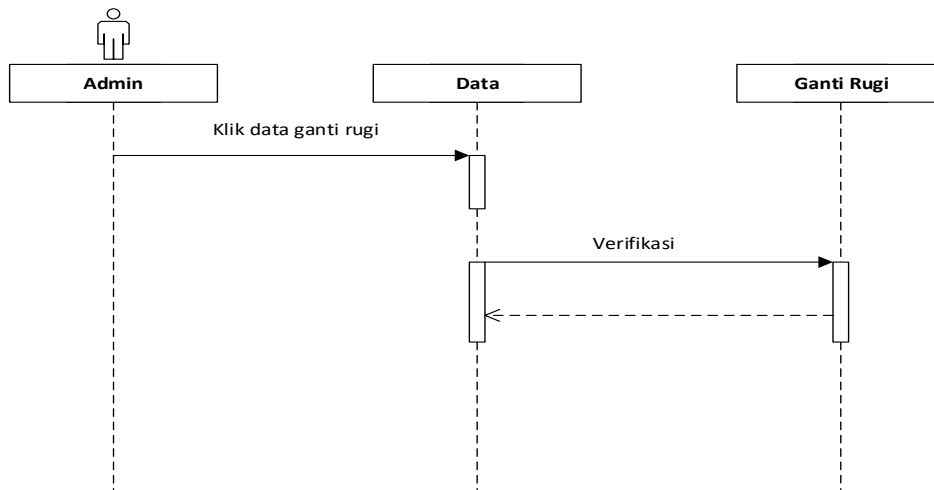 Admin
Data
Ganti Rugi
Klik data ganti rugi
Verifikasi